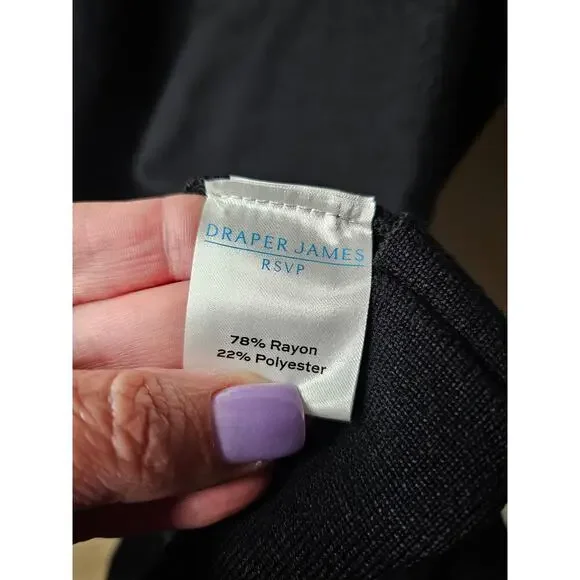 DRAPER JAMES
RSVP
78% Rayon
22% Polyester